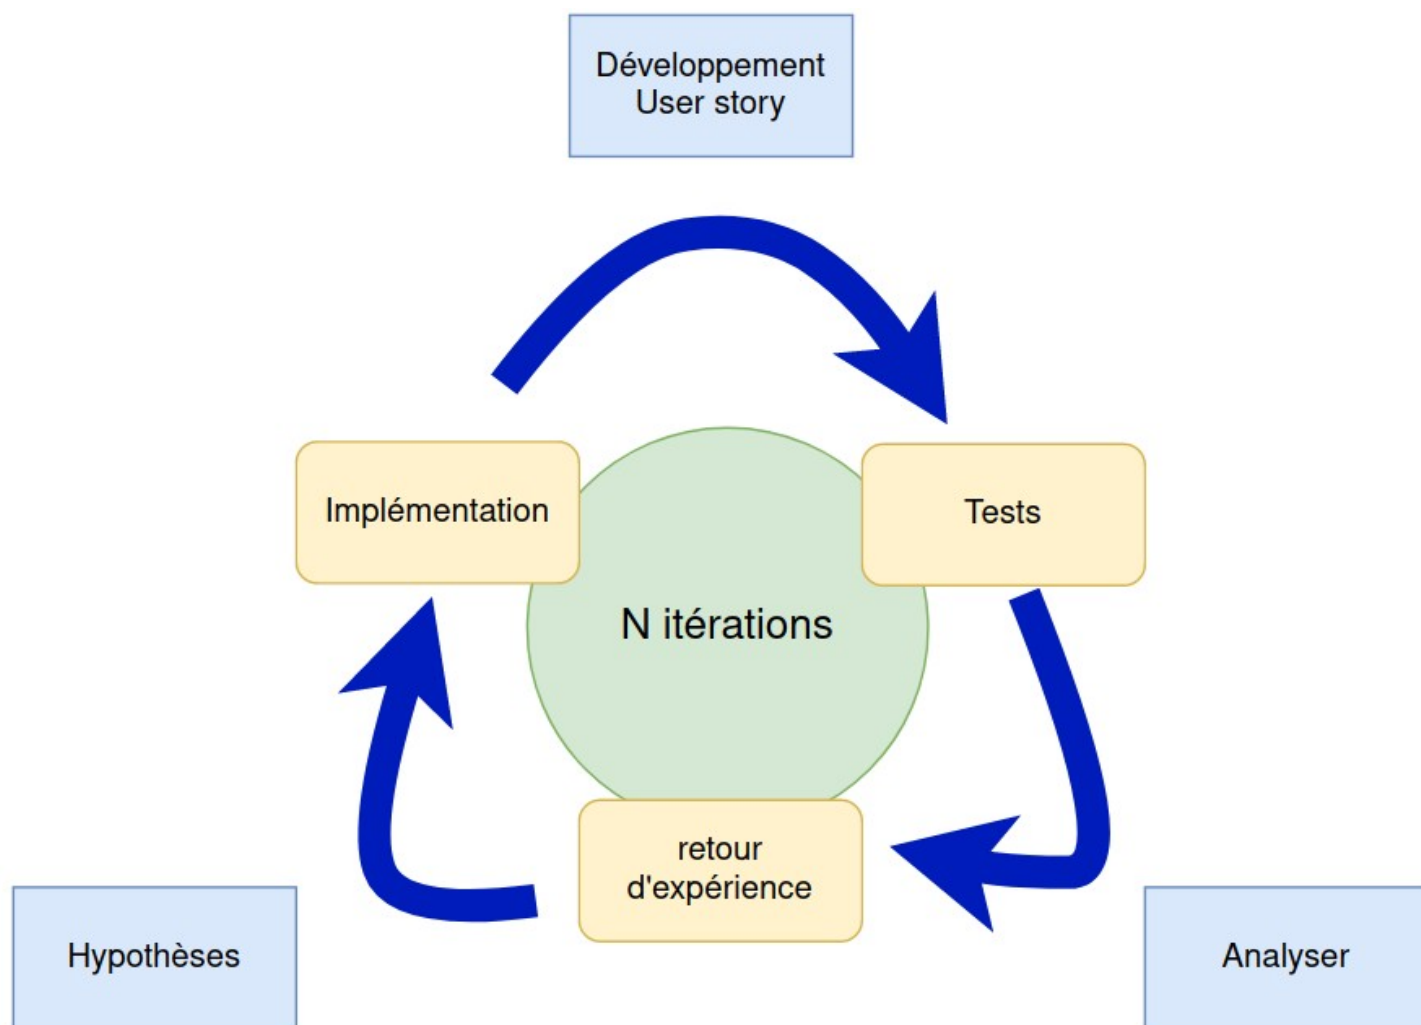 Développement
User story
Implémentation
Tests
N itérations
retour
d'expérience
Hypothèses
Analyser